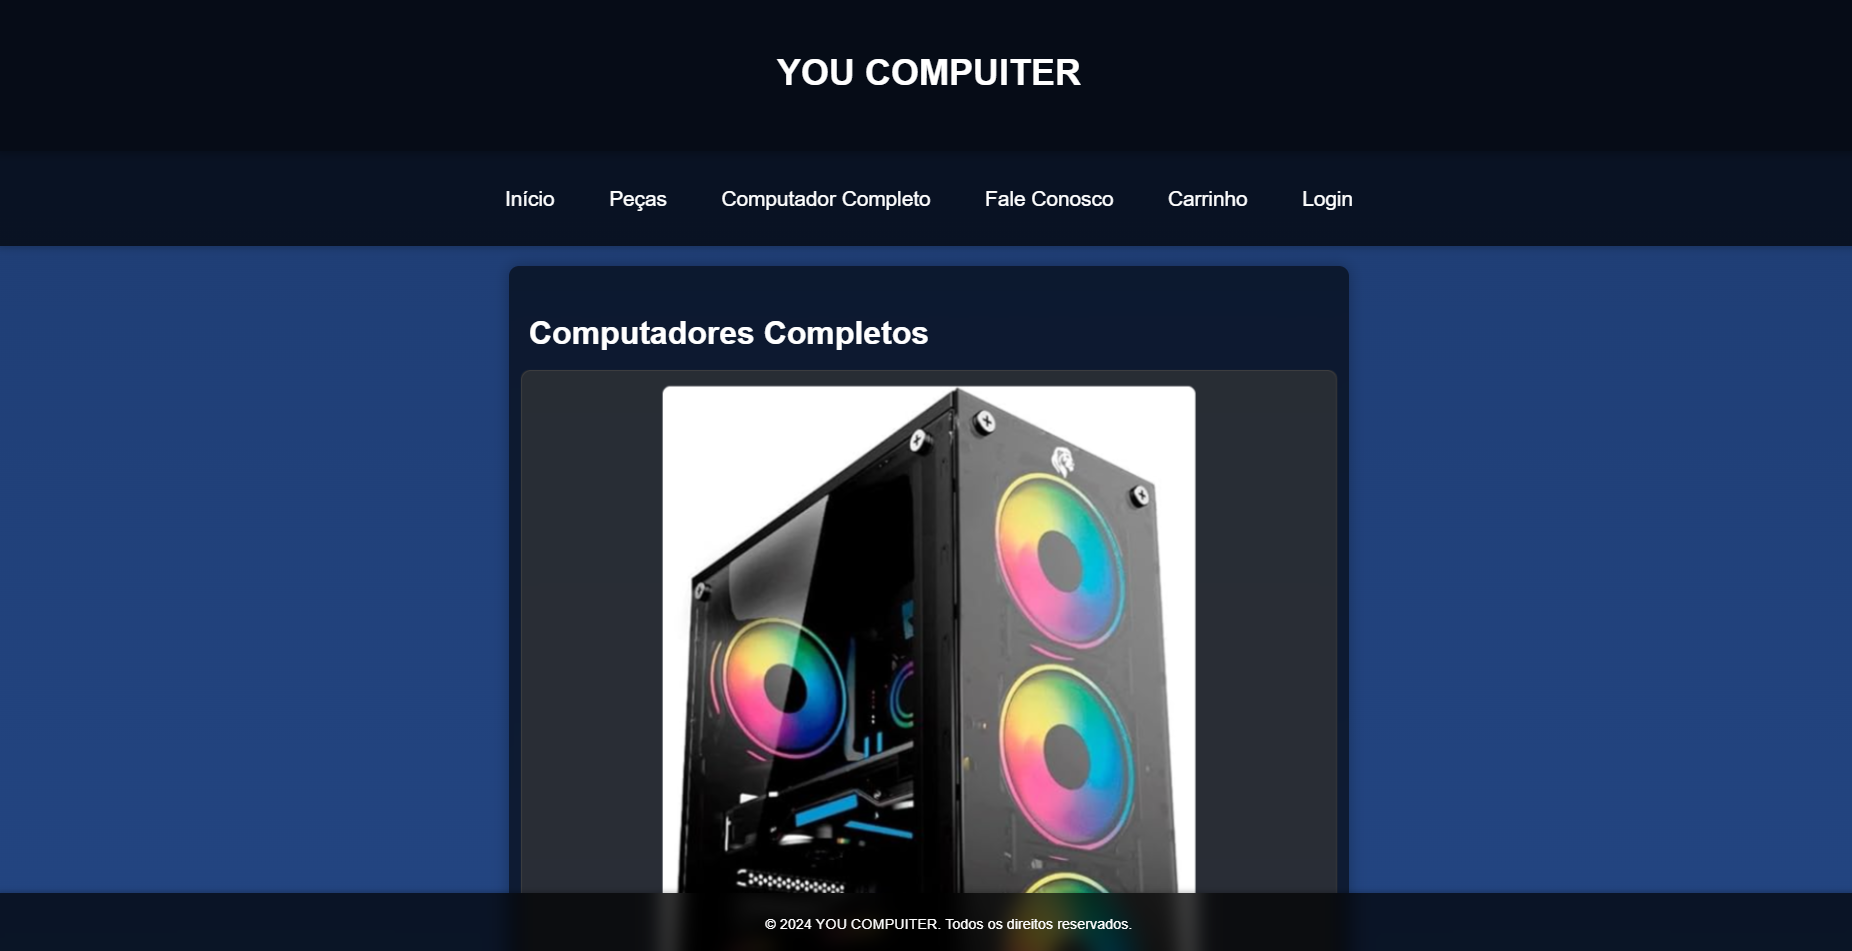 YOU COMPUITER
Início Peças Computador Completo Fale Conosco Carrinho Login
Computadores Completos
© 2024 YOU COMPUITER. Todos os direitos reservados.